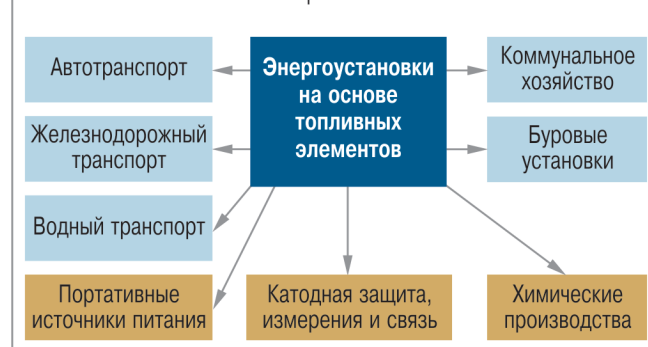 Автотранспорт
Энергоустановки
на основе
топливных
элементов
Коммунальное
хозяйство
Железнодорожный
транспорт
Буровые
установки
Водный транспорт
Портативные
источники питания
Катодная защита,
измерения и связь
Химические
производства